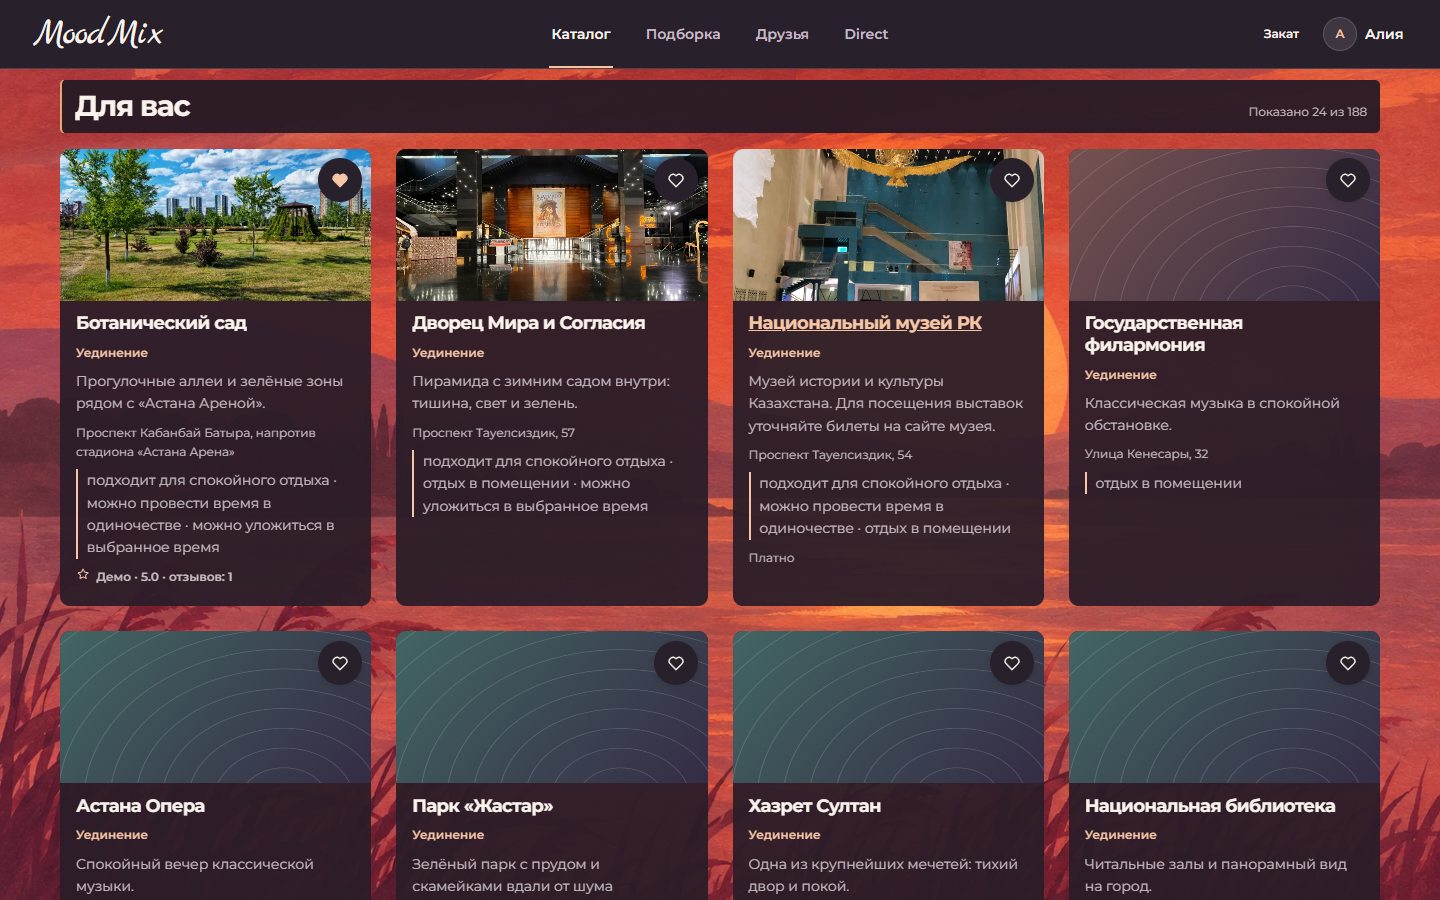 MoodMix
Каталог
Подборка
Друзья
Direct
Закат
А
Алия
Для вас
Показано 24 из 188
Ботанический сад
Уединение
Прогулочные аллеи и зелёные зоны
рядом с «Астана Ареной».
Проспект Кабанбай Батыра, напротив
стадиона «Астана Арена»
подходит для спокойного отдыха ·
можно провести время в
одиночестве · можно уложиться в
выбранное время
Демо · 5.0 · отзывов: 1
Дворец Мира и Согласия
Уединение
Пирамида с зимним садом внутри:
тишина, свет и зелень.
Проспект Тауелсиздик, 57
подходит для спокойного отдыха ·
отдых в помещении · можно
уложиться в выбранное время
Национальный музей РК
Уединение
Музей истории и культуры
Казахстана. Для посещения выставок
уточняйте билеты на сайте музея.
Проспект Тауелсиздик, 54
подходит для спокойного отдыха ·
можно провести время в
одиночестве · отдых в помещении
Платно
Государственная
филармония
Уединение
Классическая музыка в спокойной
обстановке.
Улица Кенесары, 32
отдых в помещении
Астана Опера
Уединение
Спокойный вечер классической
музыки.
Парк «Жастар»
Уединение
Зелёный парк с прудом и
скамейками вдали от шума
Хазрет Султан
Уединение
Одна из крупнейших мечетей: тихий
двор и покой.
Национальная библиотека
Уединение
Читальные залы и панорамный вид
на город.